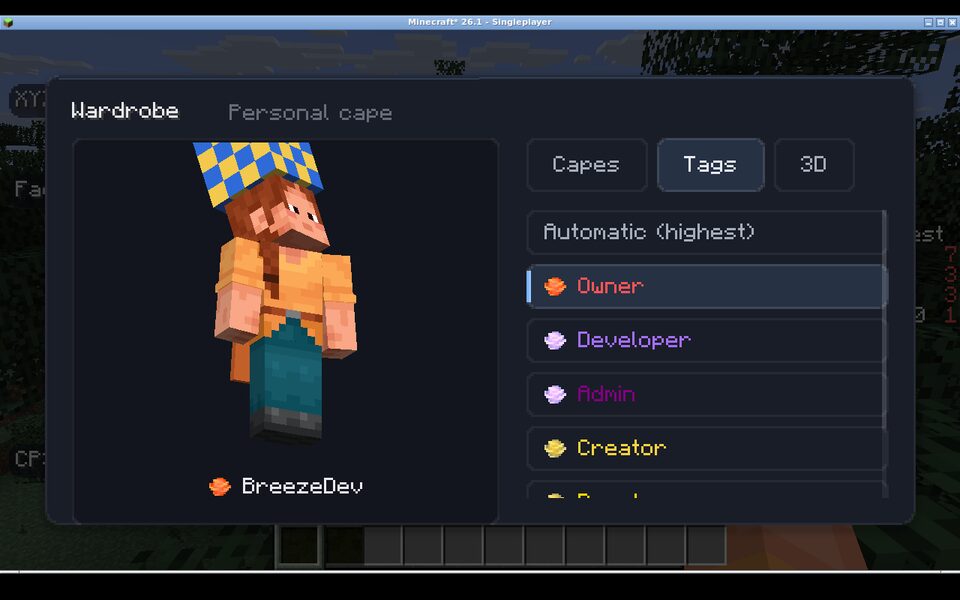 Minecraft* 26.1 - Singleplayer
Wardrobe
Personal cape
Capes
Tags
3D
Automatic (highest)
Owner
Developer
Admin
Creator
BreezeDev